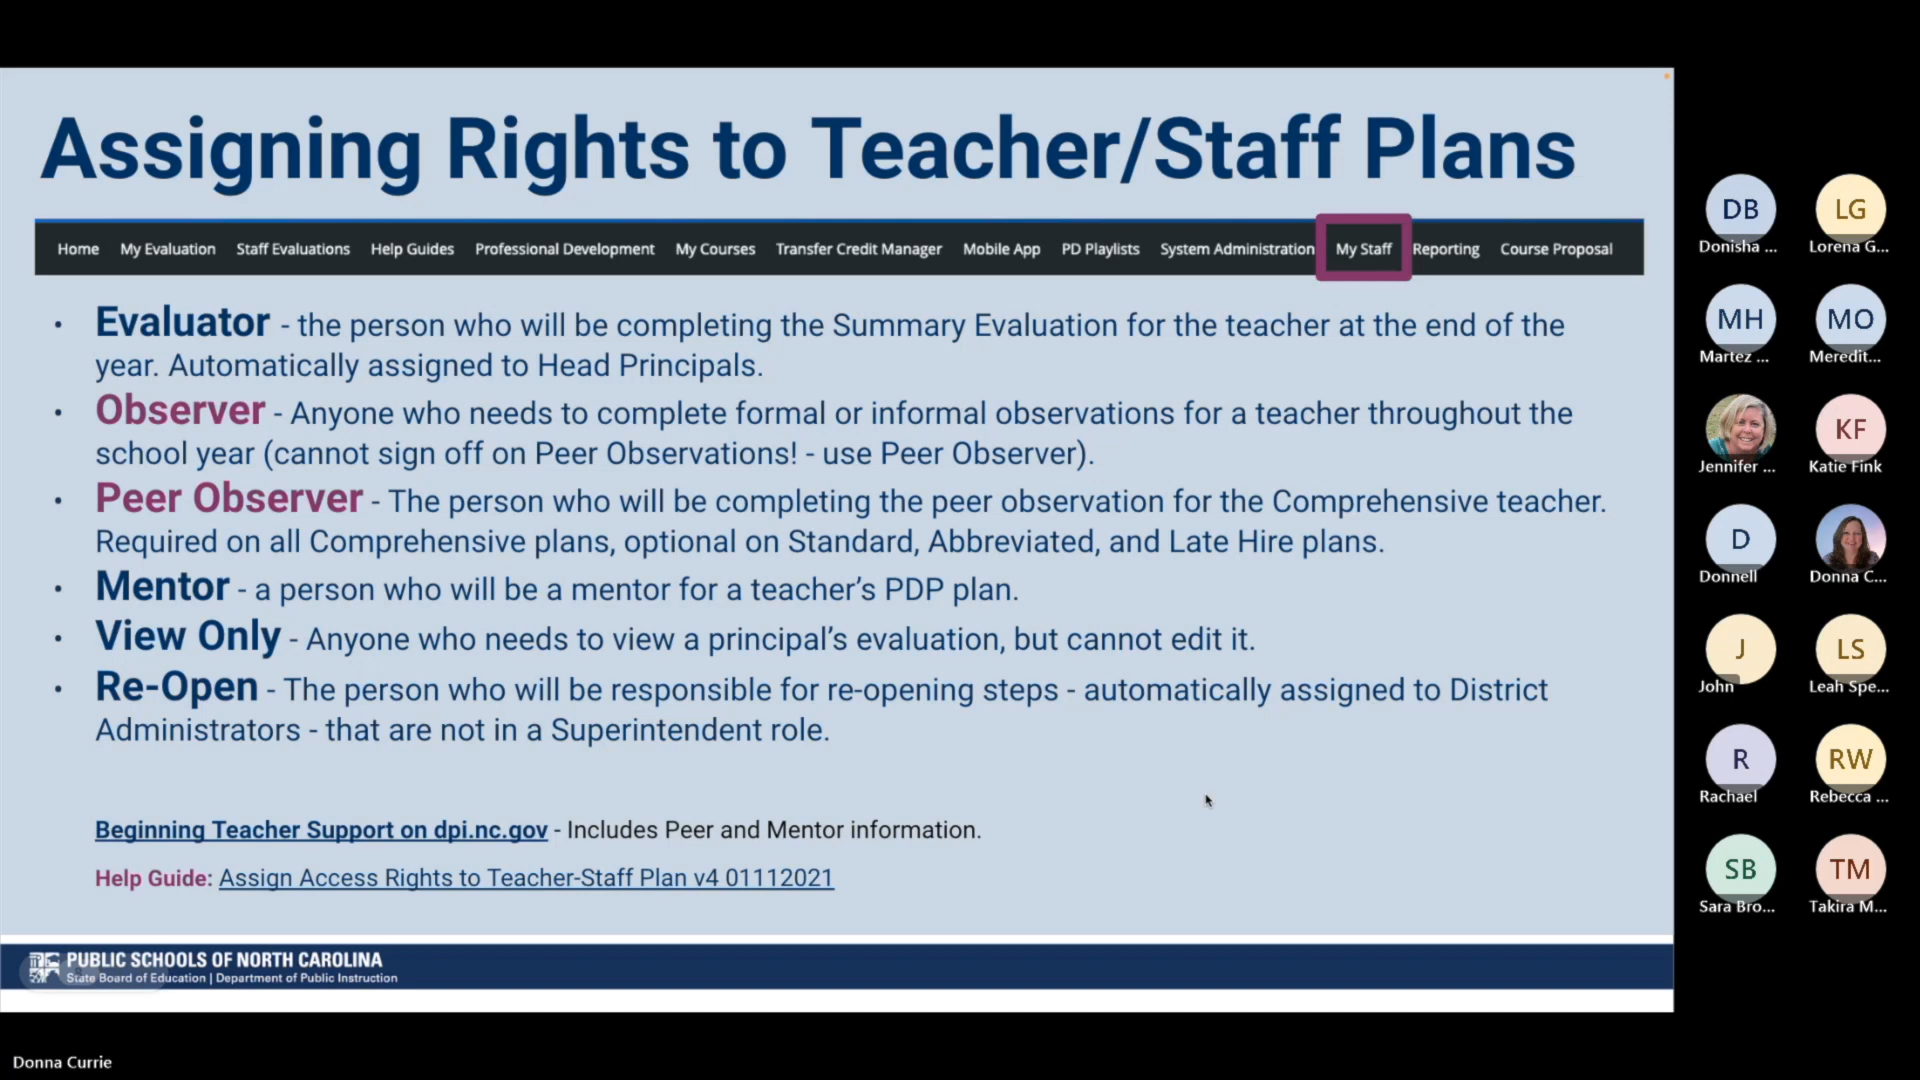 Assigning Rights to Teacher/Staff Plans
Home My Evaluation Staff Evaluations Help Guides Professional Development My Courses Transfer Credit Manager Mobile App PD Playlists System Administration My Staff Reporting Course Proposal
• Evaluator - the person who will be completing the Summary Evaluation for the teacher at the end of the
year. Automatically assigned to Head Principals.
• Observer - Anyone who needs to complete formal or informal observations for a teacher throughout the
school year (cannot sign off on Peer Observations! - use Peer Observer).
• Peer Observer - The person who will be completing the peer observation for the Comprehensive teacher.
Required on all Comprehensive plans, optional on Standard, Abbreviated, and Late Hire plans.
• Mentor - a person who will be a mentor for a teacher’s PDP plan.
• View Only - Anyone who needs to view a principal’s evaluation, but cannot edit it.
• Re-Open - The person who will be responsible for re-opening steps - automatically assigned to District
Administrators - that are not in a Superintendent role.
Beginning Teacher Support on dpi.nc.gov - Includes Peer and Mentor information.
Help Guide: Assign Access Rights to Teacher-Staff Plan v4 01112021
PUBLIC SCHOOLS OF NORTH CAROLINA
State Board of Education | Department of Public Instruction
DB LG
Donisha ... Lorena G...
MH MO
Martez ... Meredit...
KF
Jennifer ... Katie Fink
D
Donnell Donna C...
J LS
John Leah Spe...
R RW
Rachael Rebecca ...
SB TM
Sara Bro... Takira M...
Donna Currie